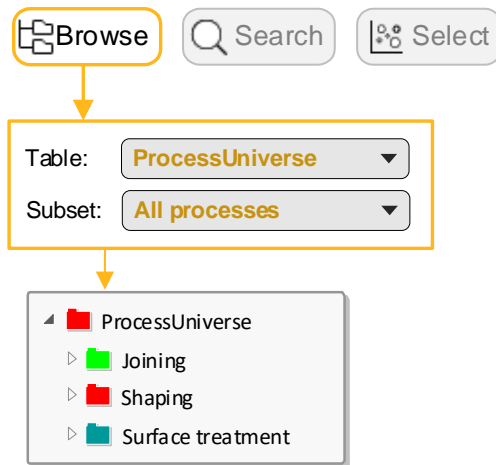 Browse Search Select
Table: ProcessUniverse
Subset: All processes
ProcessUniverse
Joining
Shaping
Surface treatment